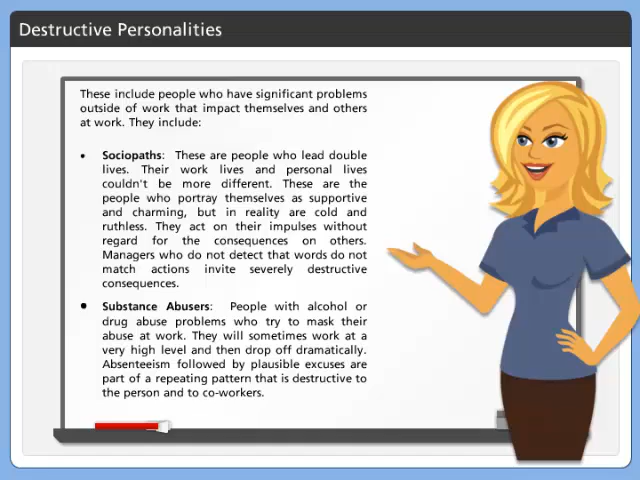 Destructive Personalities
These include people who have significant problems
outside of work that impact themselves and others
at work. They include:
• Sociopaths: These are people who lead double
lives. Their work lives and personal lives
couldn't be more different. These are the
people who portray themselves as supportive
and charming, but in reality are cold and
ruthless. They act on their impulses without
regard for the consequences on others.
Managers who do not detect that words do not
match actions invite severely destructive
consequences.
• Substance Abusers: People with alcohol or
drug abuse problems who try to mask their
abuse at work. They will sometimes work at a
very high level and then drop off dramatically.
Absenteeism followed by plausible excuses are
part of a repeating pattern that is destructive to
the person and to co-workers.